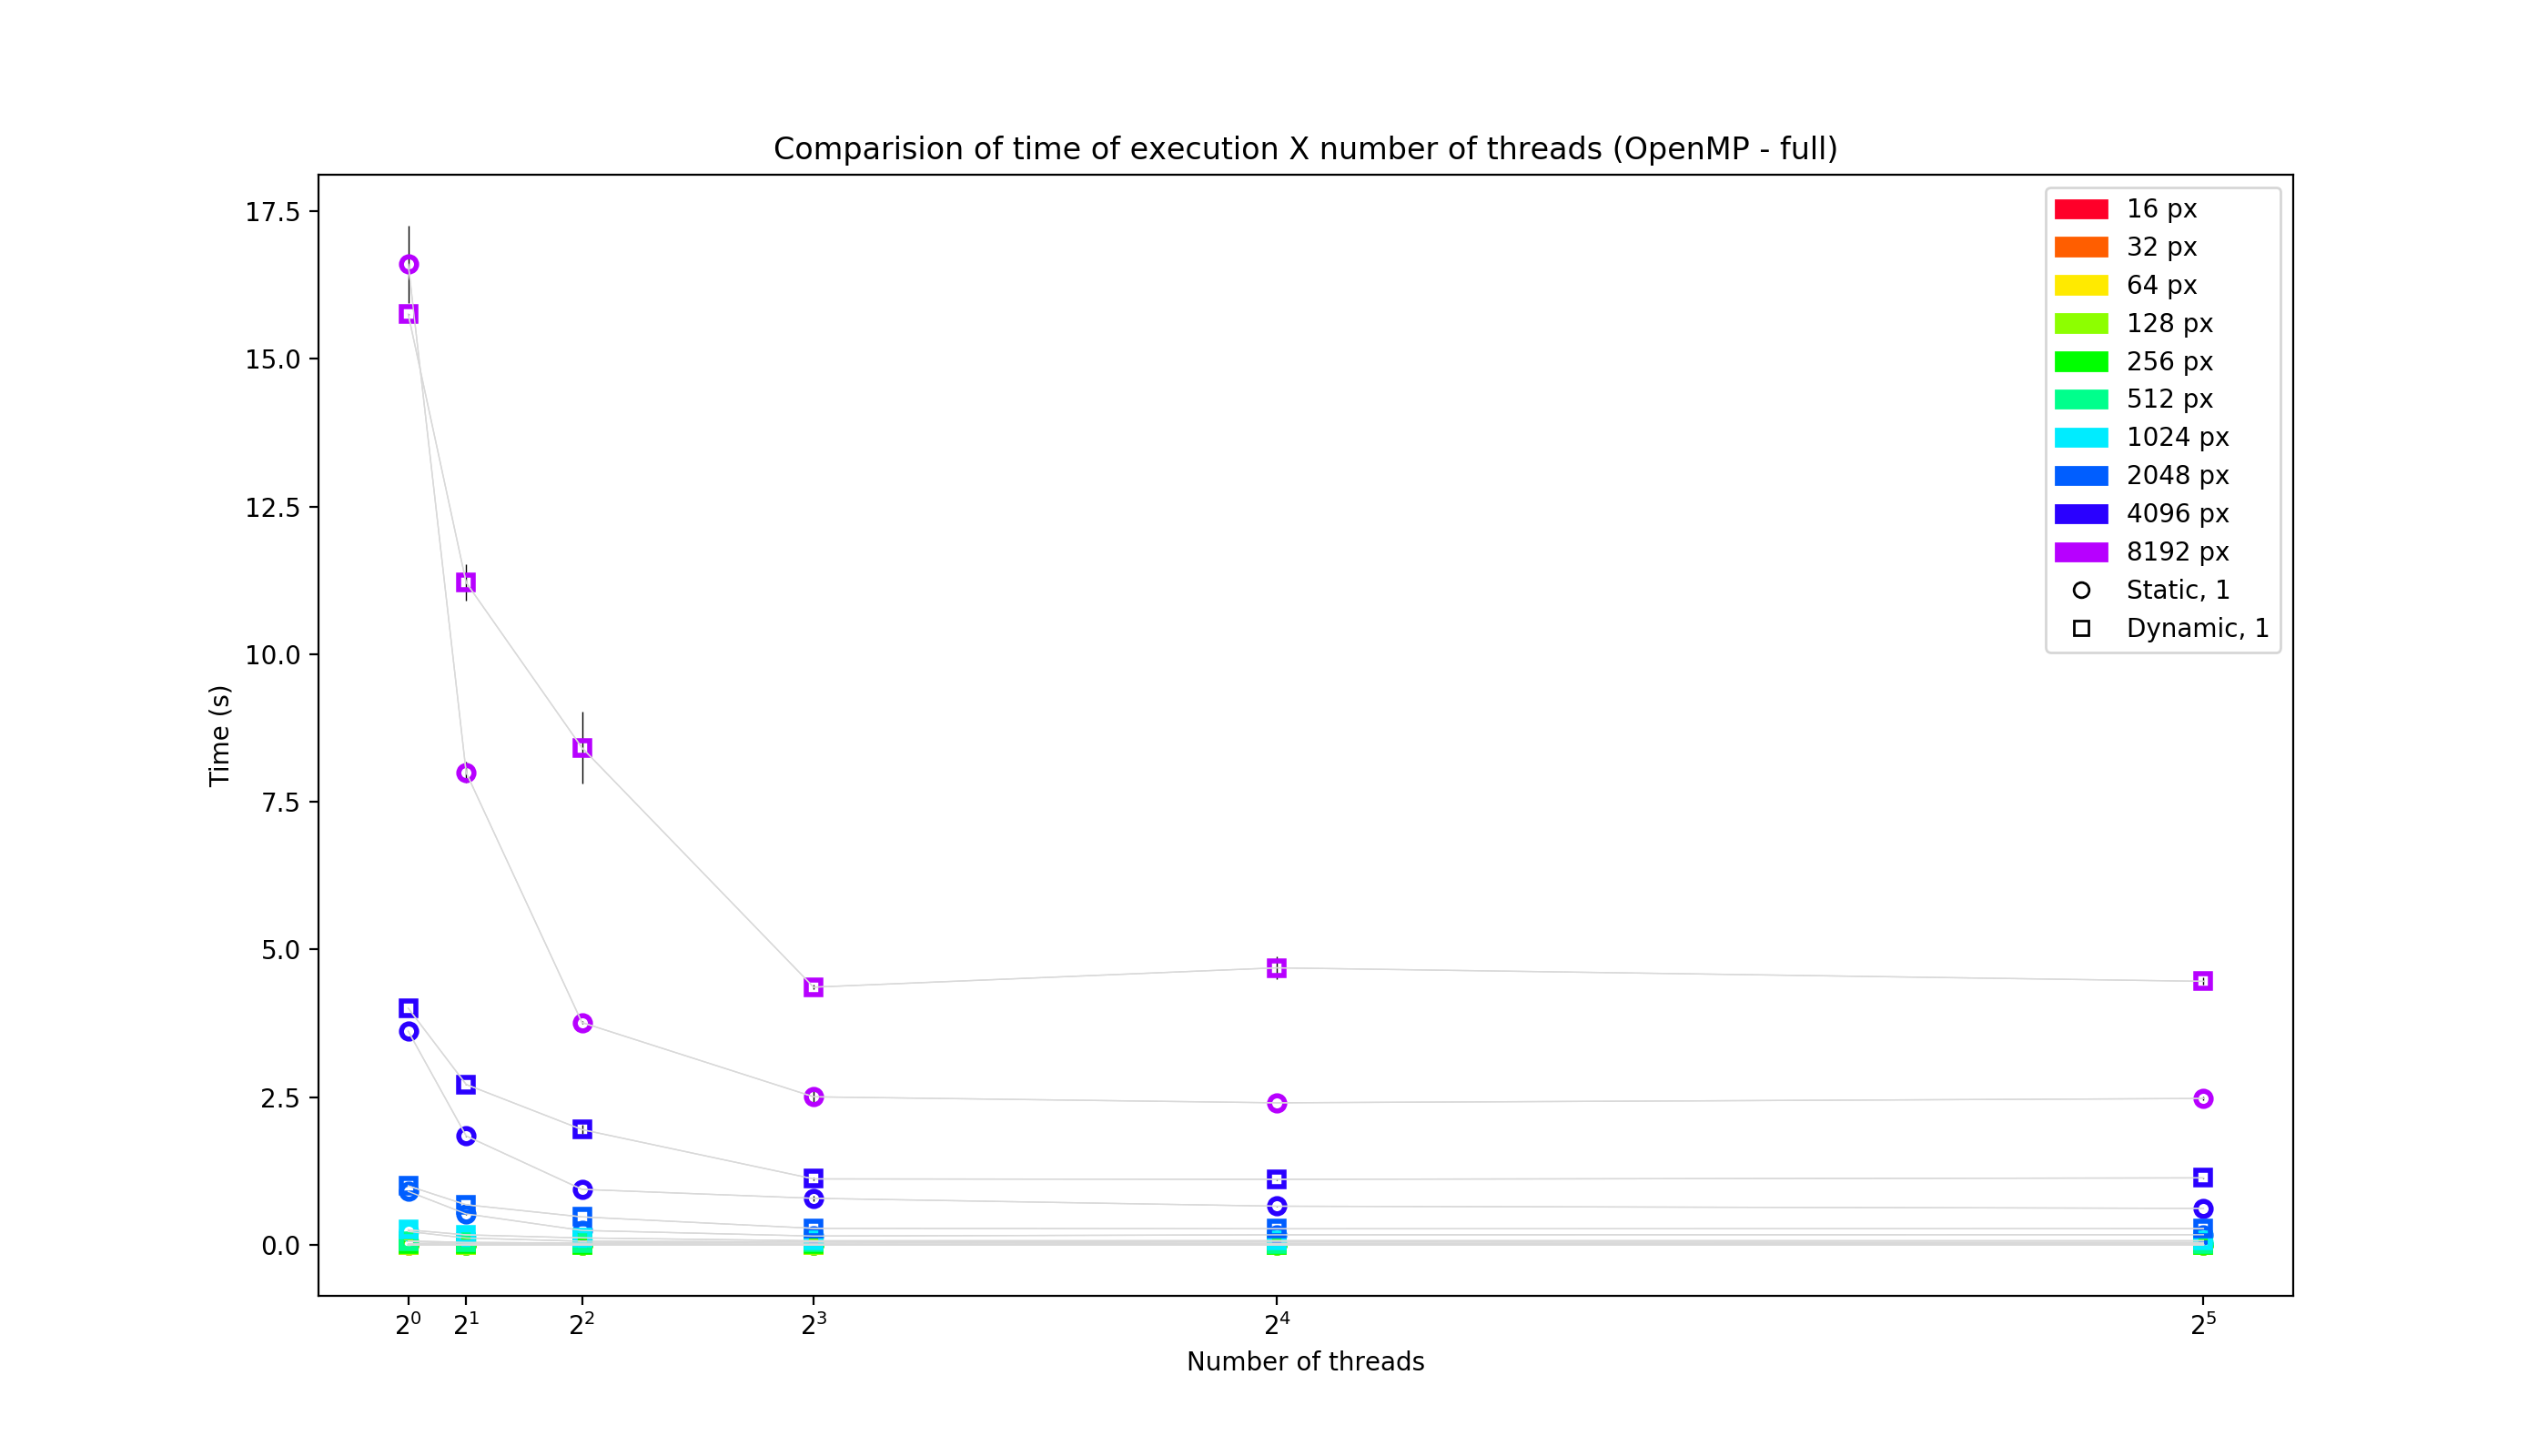 Comparision of time of execution X number of threads (OpenMP - full)
17.5
15.0
12.5
10.0
7.5
5.0
2.5
0.0
Time (s)
16 px
32 px
64 px
128 px
256 px
512 px
1024 px
2048 px
4096 px
8192 px
Static, 1
Dynamic, 1
2⁰ 2¹ 2² 2³ 2⁴ 2⁵
Number of threads